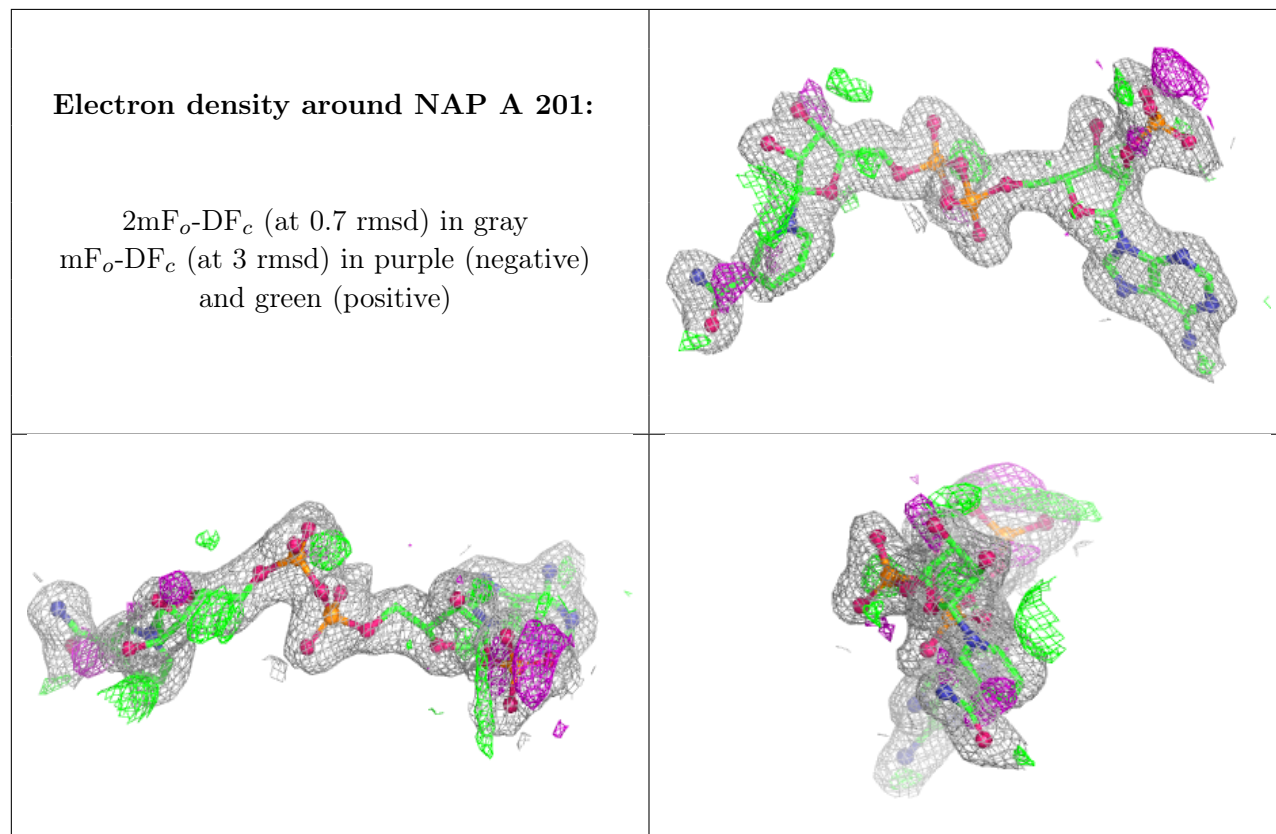 Electron density around NAP A 201:
2mFo-DFc (at 0.7 rmsd) in gray
mFo-DFc (at 3 rmsd) in purple (negative)
and green (positive)